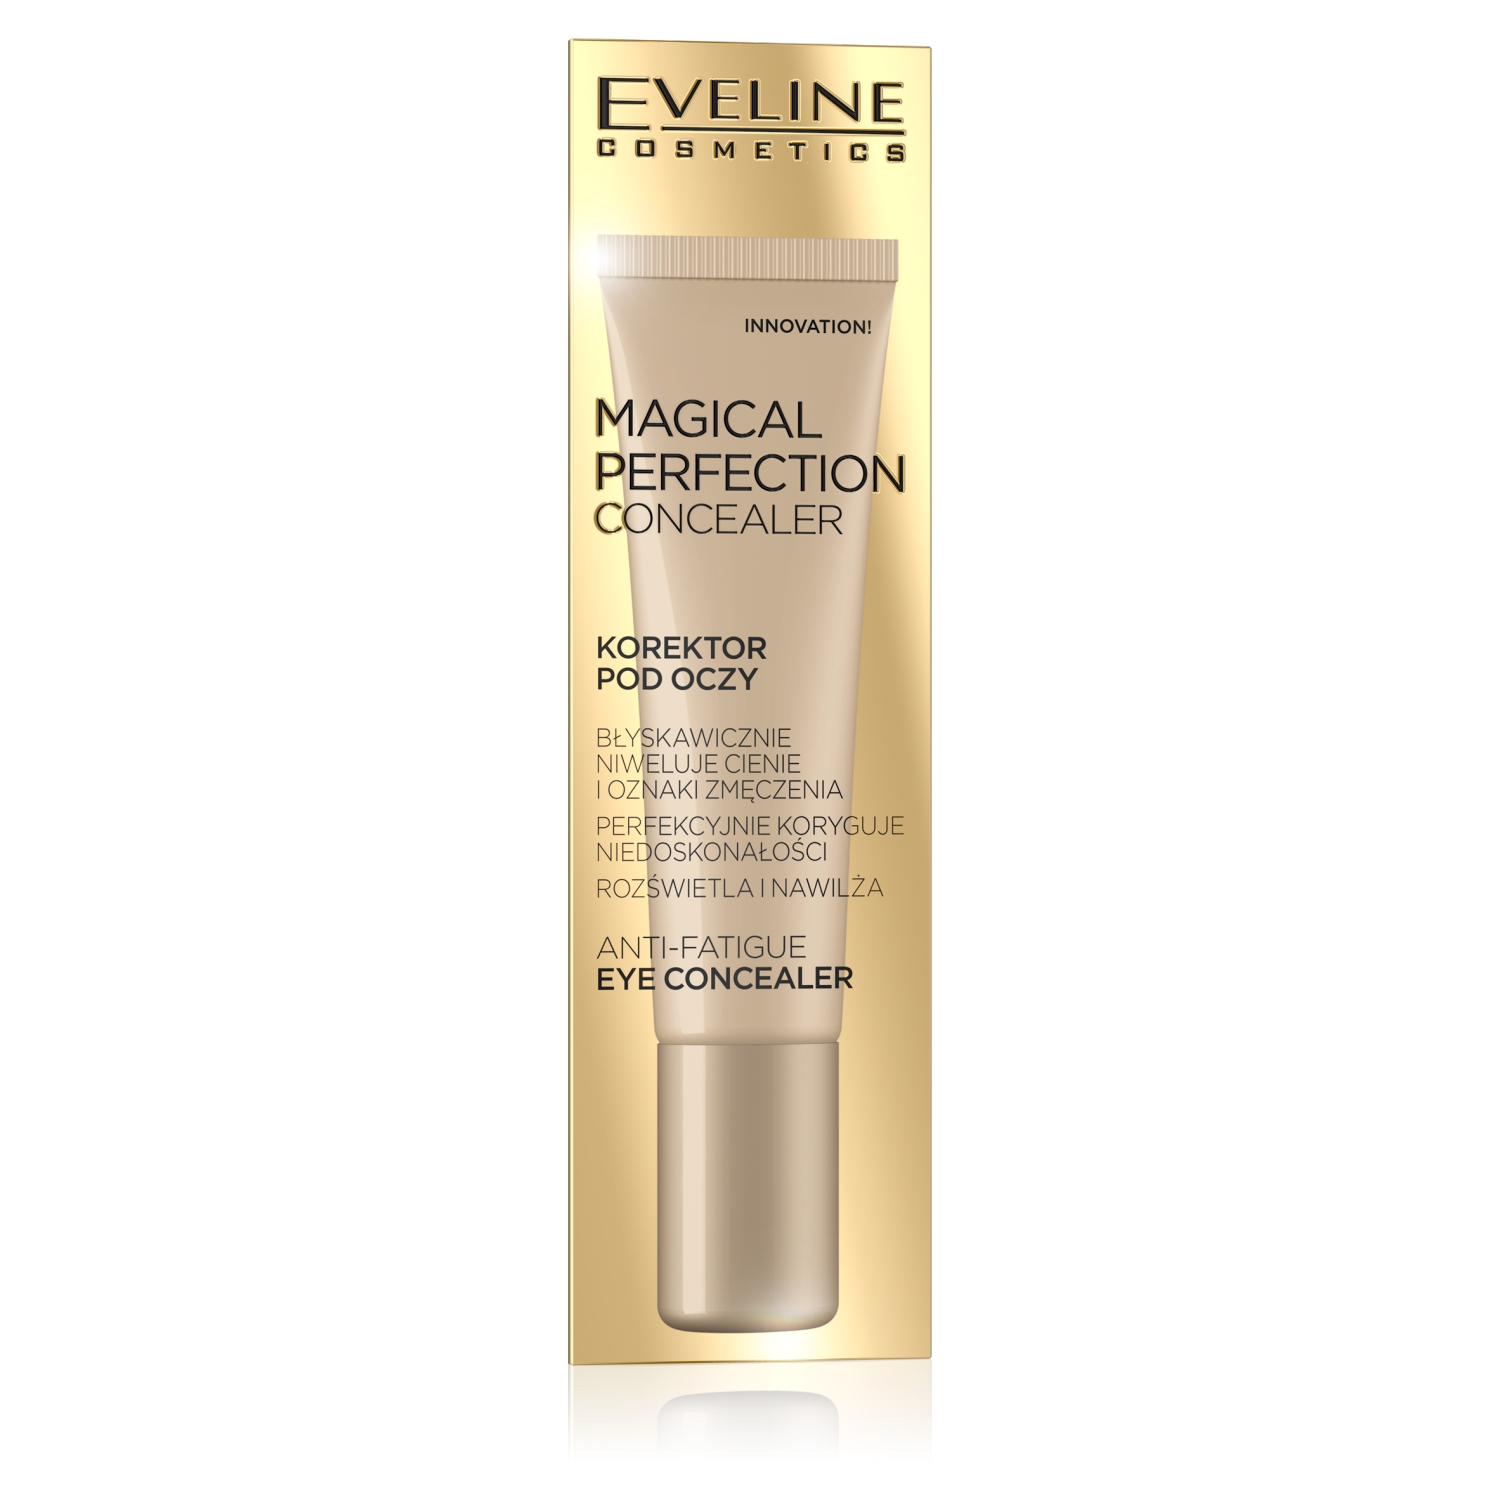 EVELINE
COSMETICS
INNOVATION!
MAGICAL
PERFECTION
CONCEALER
KOREKTOR
POD OCZY
BŁYSKAWICZNIE
NIWELUJE CIENIE
I OZNAKI ZMĘCZENIA
PERFEKCYJNIE KORYGUJE
NIEDOSKONAŁOŚCI
ROZŚWIETLA I NAWILŻA
ANTI-FATIGUE
EYE CONCEALER